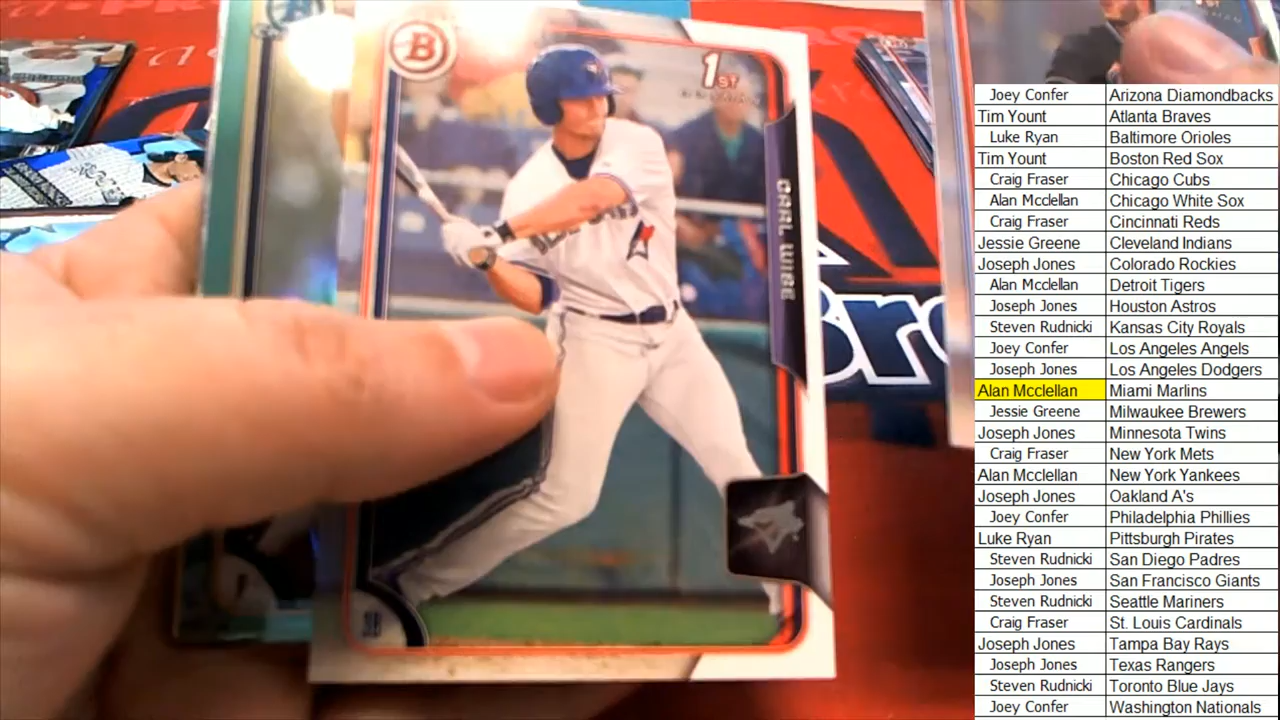 B
1st
BOWMAN
CARL WISE
Joey Confer Arizona Diamondbacks
Tim Yount Atlanta Braves
Luke Ryan Baltimore Orioles
Tim Yount Boston Red Sox
Craig Fraser Chicago Cubs
Alan Mcclellan Chicago White Sox
Craig Fraser Cincinnati Reds
Jessie Greene Cleveland Indians
Joseph Jones Colorado Rockies
Alan Mcclellan Detroit Tigers
Joseph Jones Houston Astros
Steven Rudnicki Kansas City Royals
Joey Confer Los Angeles Angels
Joseph Jones Los Angeles Dodgers
Alan Mcclellan Miami Marlins
Jessie Greene Milwaukee Brewers
Joseph Jones Minnesota Twins
Craig Fraser New York Mets
Alan Mcclellan New York Yankees
Joseph Jones Oakland A's
Joey Confer Philadelphia Phillies
Luke Ryan Pittsburgh Pirates
Steven Rudnicki San Diego Padres
Joseph Jones San Francisco Giants
Steven Rudnicki Seattle Mariners
Craig Fraser St. Louis Cardinals
Joseph Jones Tampa Bay Rays
Joseph Jones Texas Rangers
Steven Rudnicki Toronto Blue Jays
Joey Confer Washington Nationals